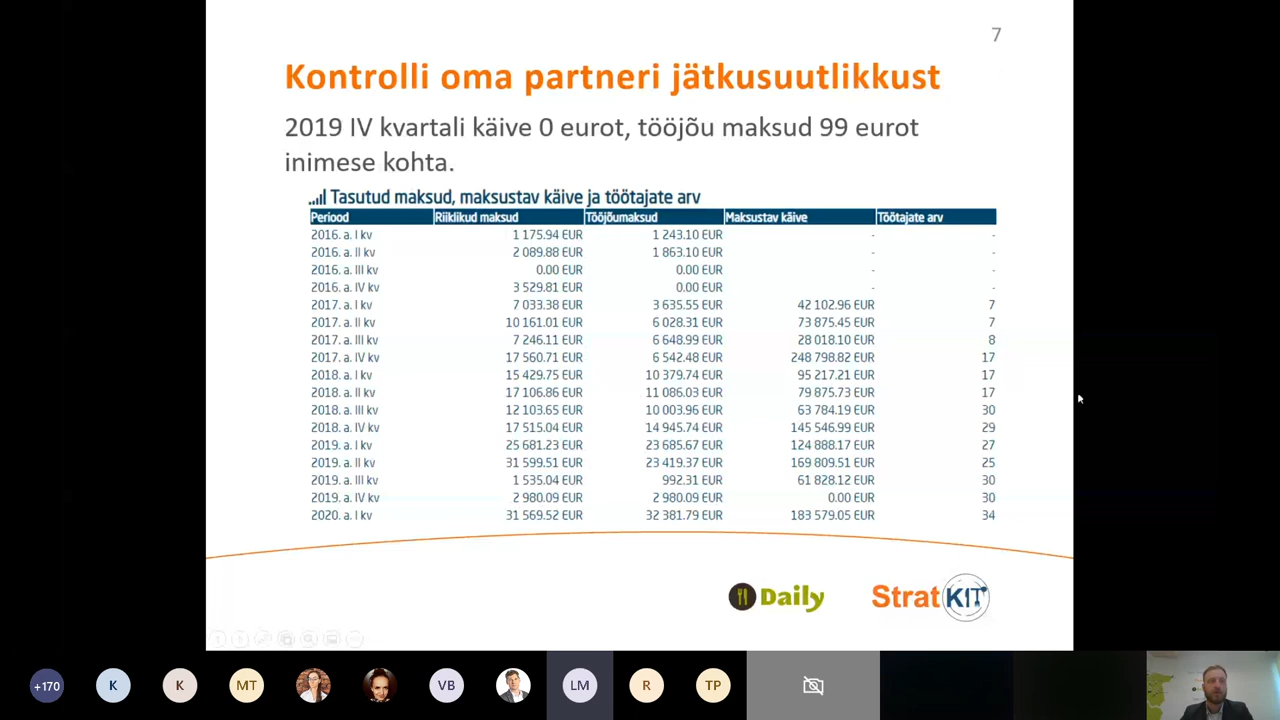 7
Kontrolli oma partneri jätkusuutlikkust
2019 IV kvartali käive 0 eurot, tööjõu maksud 99 eurot
inimese kohta.
Tasutud maksud, maksustav käive ja töötajate arv
Periood Riiklikud maksud Tööjõumaksud Maksustav käive Töötajate arv
2016. a. I kv 1 175.94 EUR 1 243.10 EUR - -
2016. a. II kv 2 089.88 EUR 1 863.10 EUR - -
2016. a. III kv 0.00 EUR 0.00 EUR - -
2016. a. IV kv 3 529.81 EUR 0.00 EUR - -
2017. a. I kv 7 033.38 EUR 3 635.55 EUR 42 102.96 EUR 7
2017. a. II kv 10 161.01 EUR 6 028.31 EUR 73 875.45 EUR 7
2017. a. III kv 7 246.11 EUR 6 648.99 EUR 28 018.10 EUR 8
2017. a. IV kv 17 560.71 EUR 6 542.48 EUR 248 798.82 EUR 17
2018. a. I kv 15 429.75 EUR 10 379.74 EUR 95 217.21 EUR 17
2018. a. II kv 17 106.86 EUR 11 086.03 EUR 79 875.73 EUR 17
2018. a. III kv 12 103.65 EUR 10 003.96 EUR 63 784.19 EUR 30
2018. a. IV kv 17 515.04 EUR 14 945.74 EUR 145 546.99 EUR 29
2019. a. I kv 25 681.23 EUR 23 685.67 EUR 124 888.17 EUR 27
2019. a. II kv 31 599.51 EUR 23 419.37 EUR 169 809.51 EUR 25
2019. a. III kv 1 535.04 EUR 992.31 EUR 61 828.12 EUR 30
2019. a. IV kv 2 980.09 EUR 2 980.09 EUR 0.00 EUR 30
2020. a. I kv 31 569.52 EUR 32 381.79 EUR 183 579.05 EUR 34
Daily StratKIT
+170 K K MT VB LM R TP